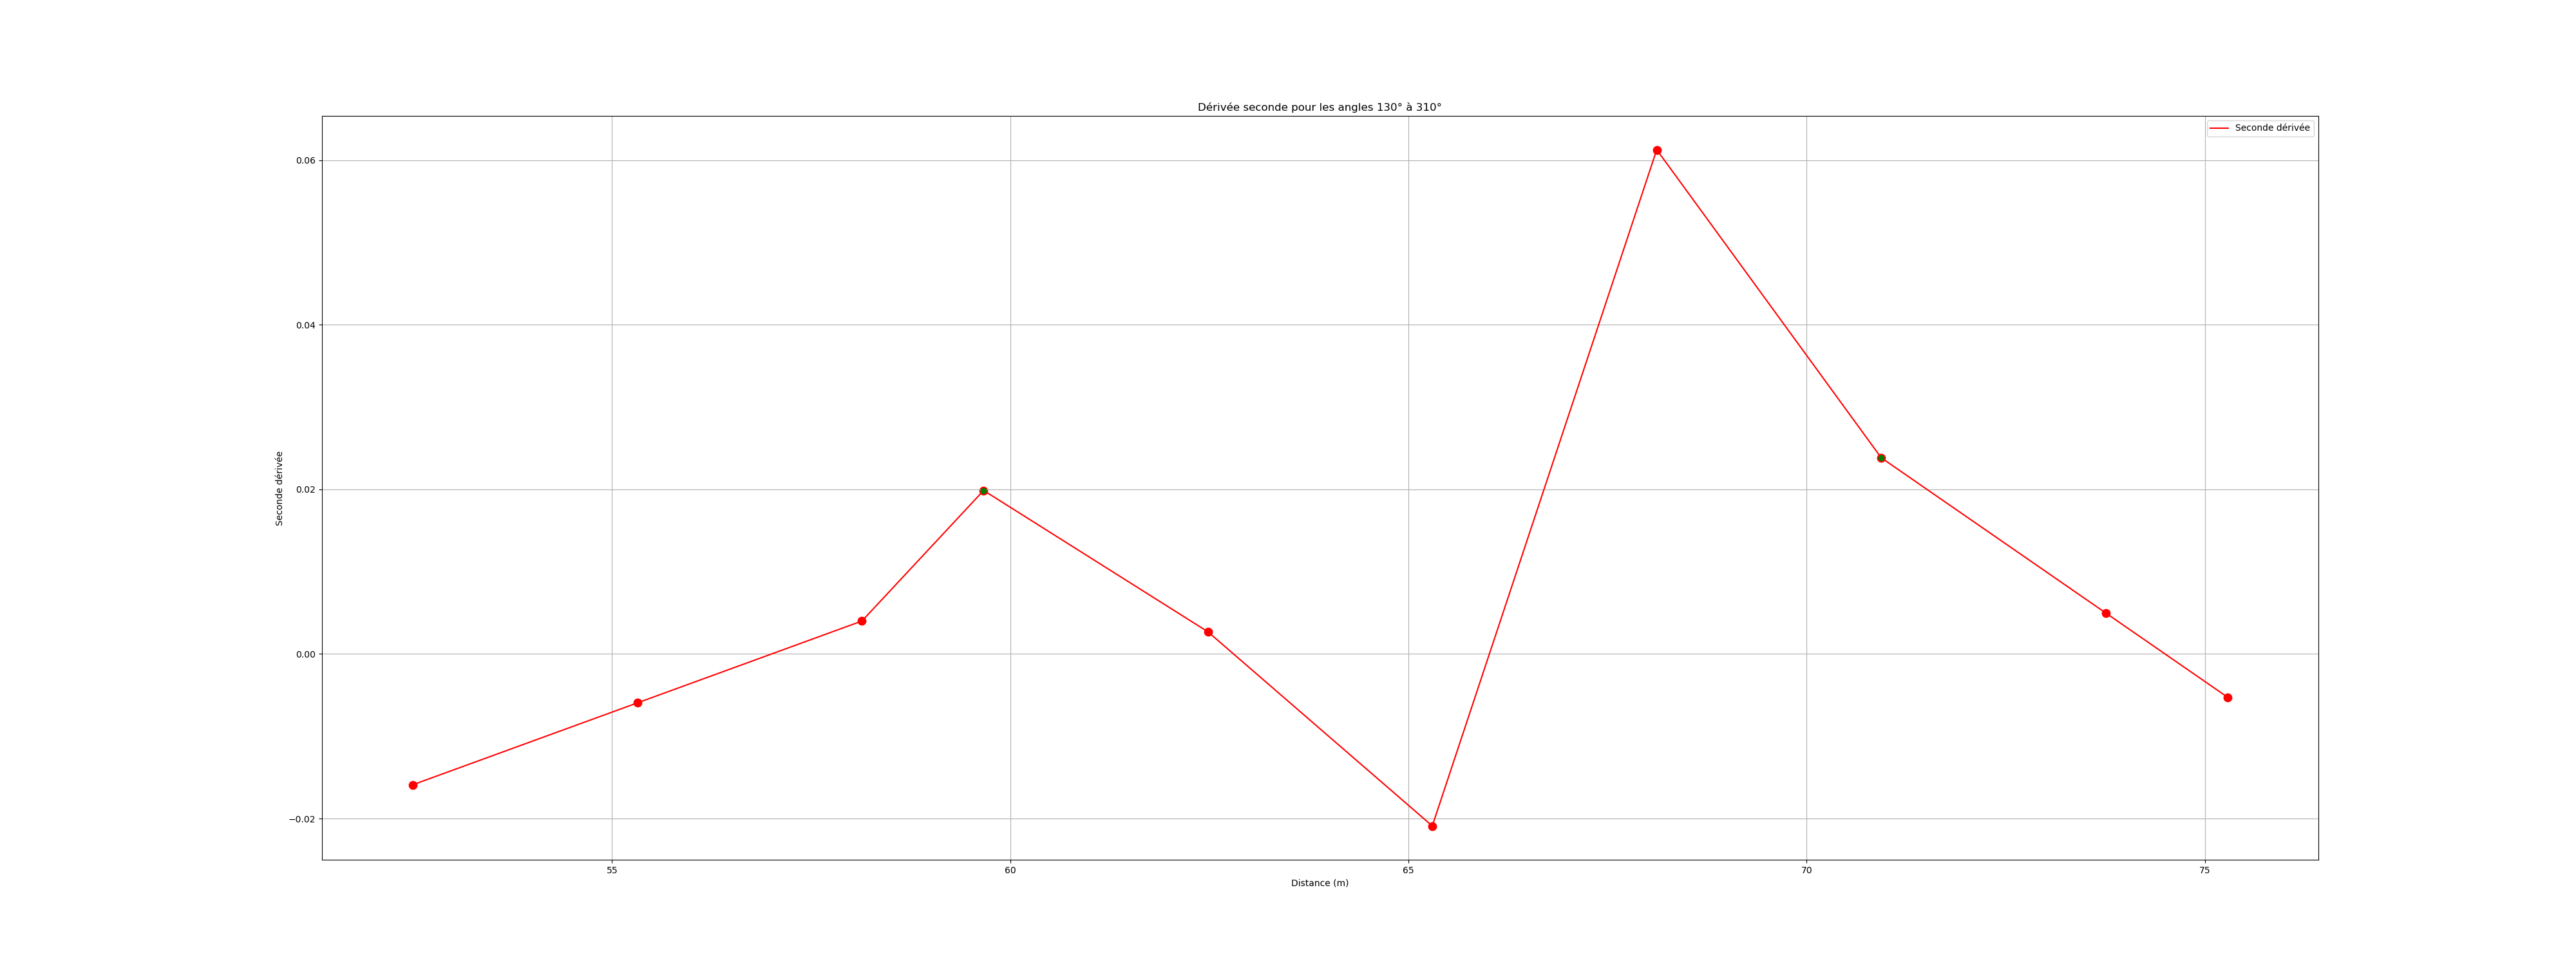 Dérivée seconde pour les angles 130° à 310°
Seconde dérivée
0.06
0.04
0.02
0.00
−0.02
Seconde dérivée
55
60
65
70
75
Distance (m)